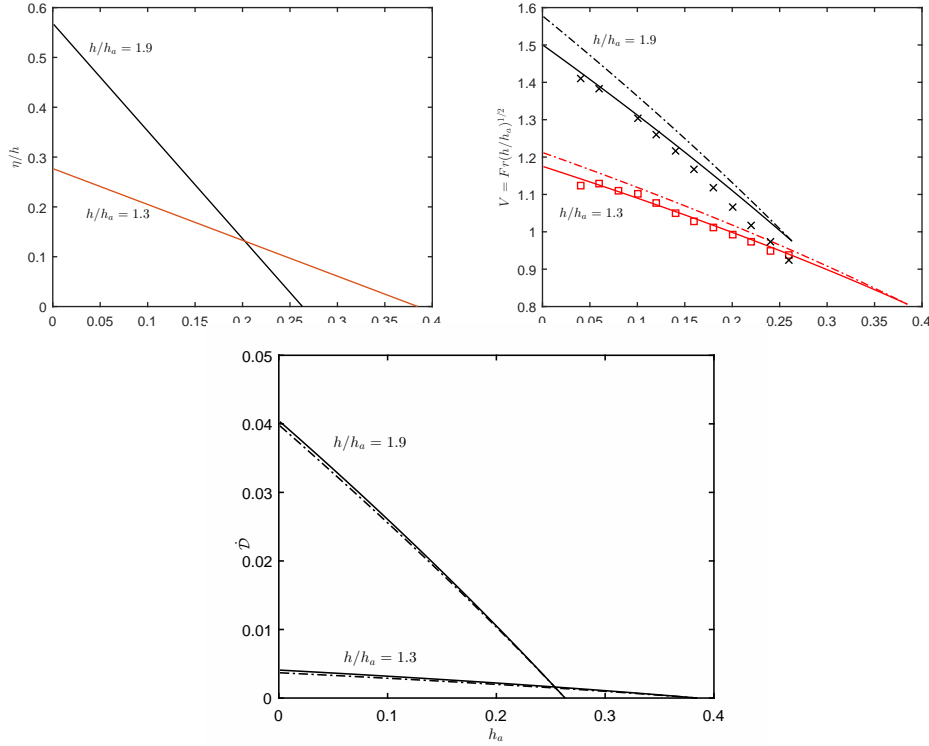 0.6
0.5
0.4
0.3
0.2
0.1
0
η/h
h/h_a = 1.9
h/h_a = 1.3
0 0.05 0.1 0.15 0.2 0.25 0.3 0.35 0.4
1.6
1.5
1.4
1.3
1.2
1.1
1
0.9
0.8
V = Fr(h/h_a)^{1/2}
h/h_a = 1.9
h/h_a = 1.3
0 0.05 0.1 0.15 0.2 0.25 0.3 0.35 0.4
0.05
0.04
0.03
0.02
0.01
0
Ḋ
h/h_a = 1.9
h/h_a = 1.3
0 0.1 0.2 0.3 0.4
h_a